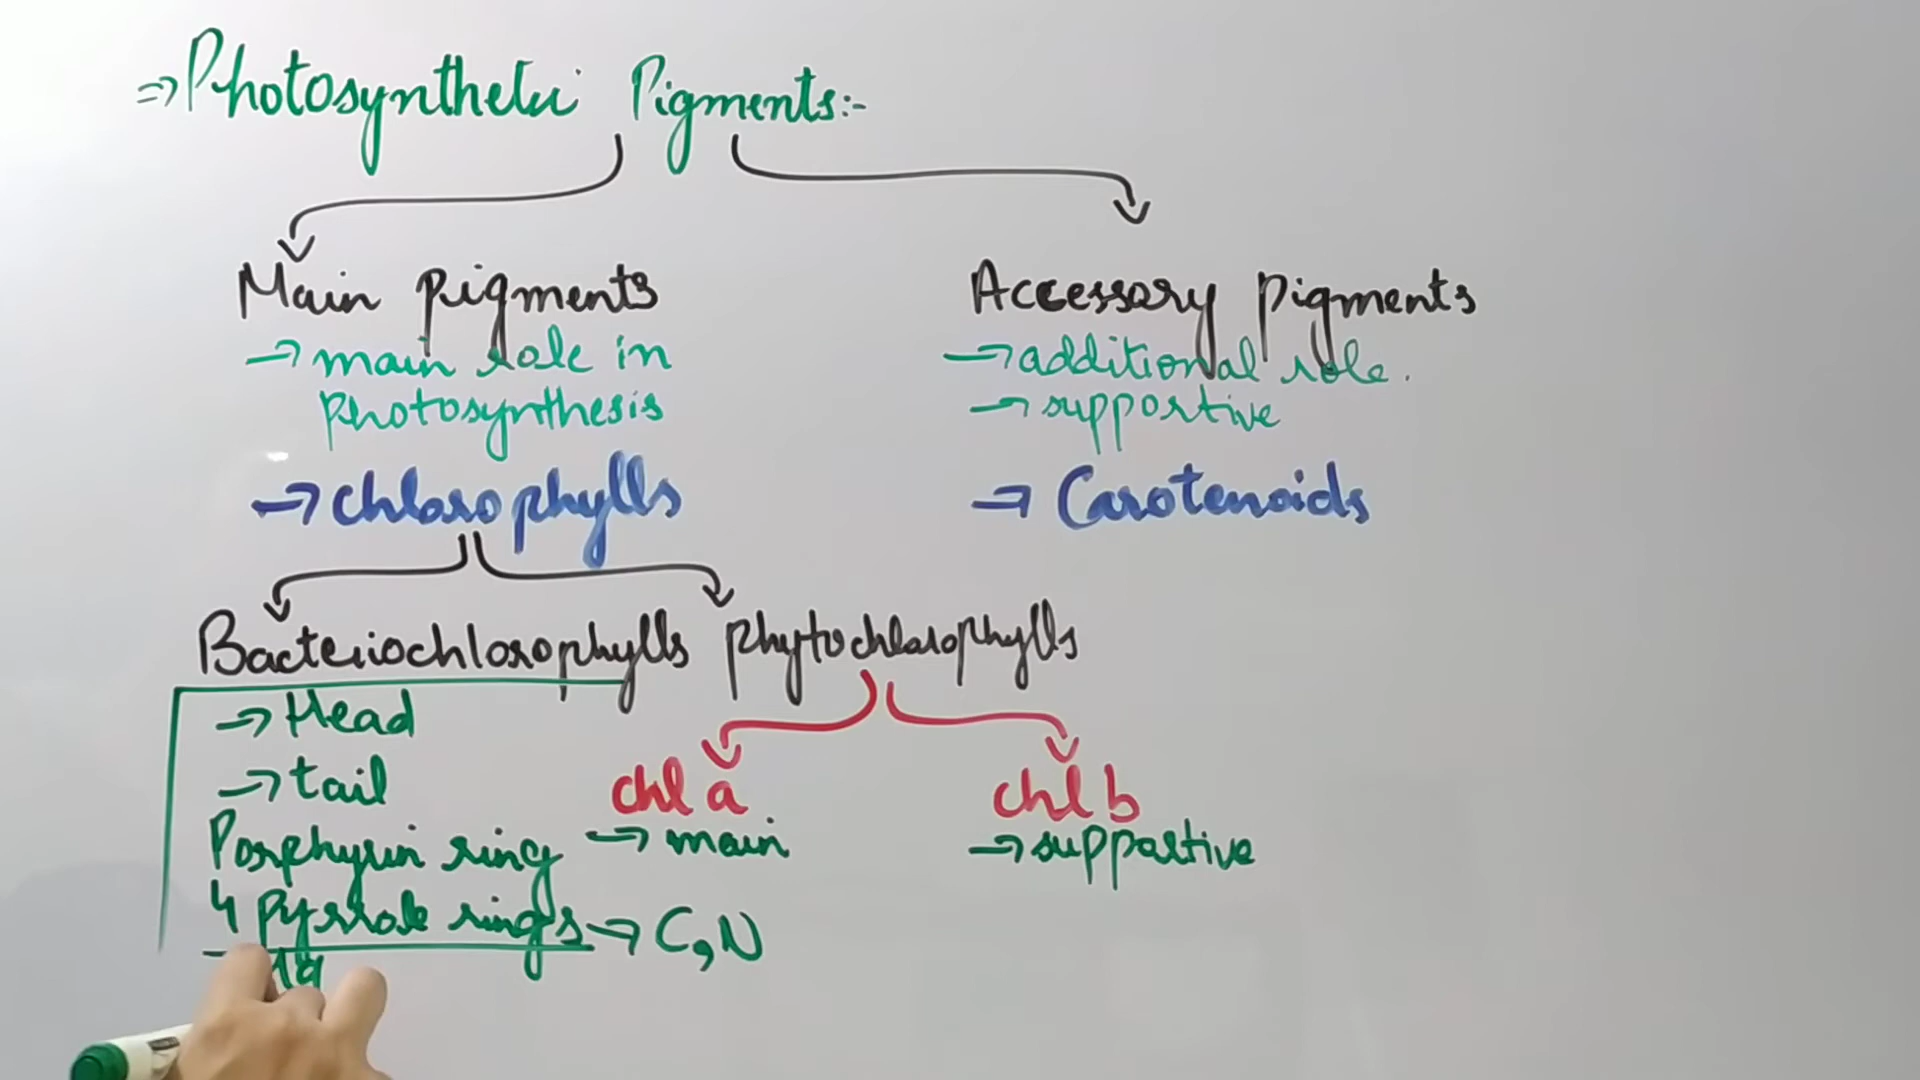 ⇒Photosynthetic Pigments:-
Main pigments
→ main role in
photosynthesis
→ chlorophylls
Accessory pigments
→ additional role.
→ supportive
→ Carotenoids
Bacteriochlorophylls
→ Head
→ tail
Porphyrin ring
4 pyrrole rings → C, N
phytochlorophylls
chl a
→ main
chl b
→ supportive